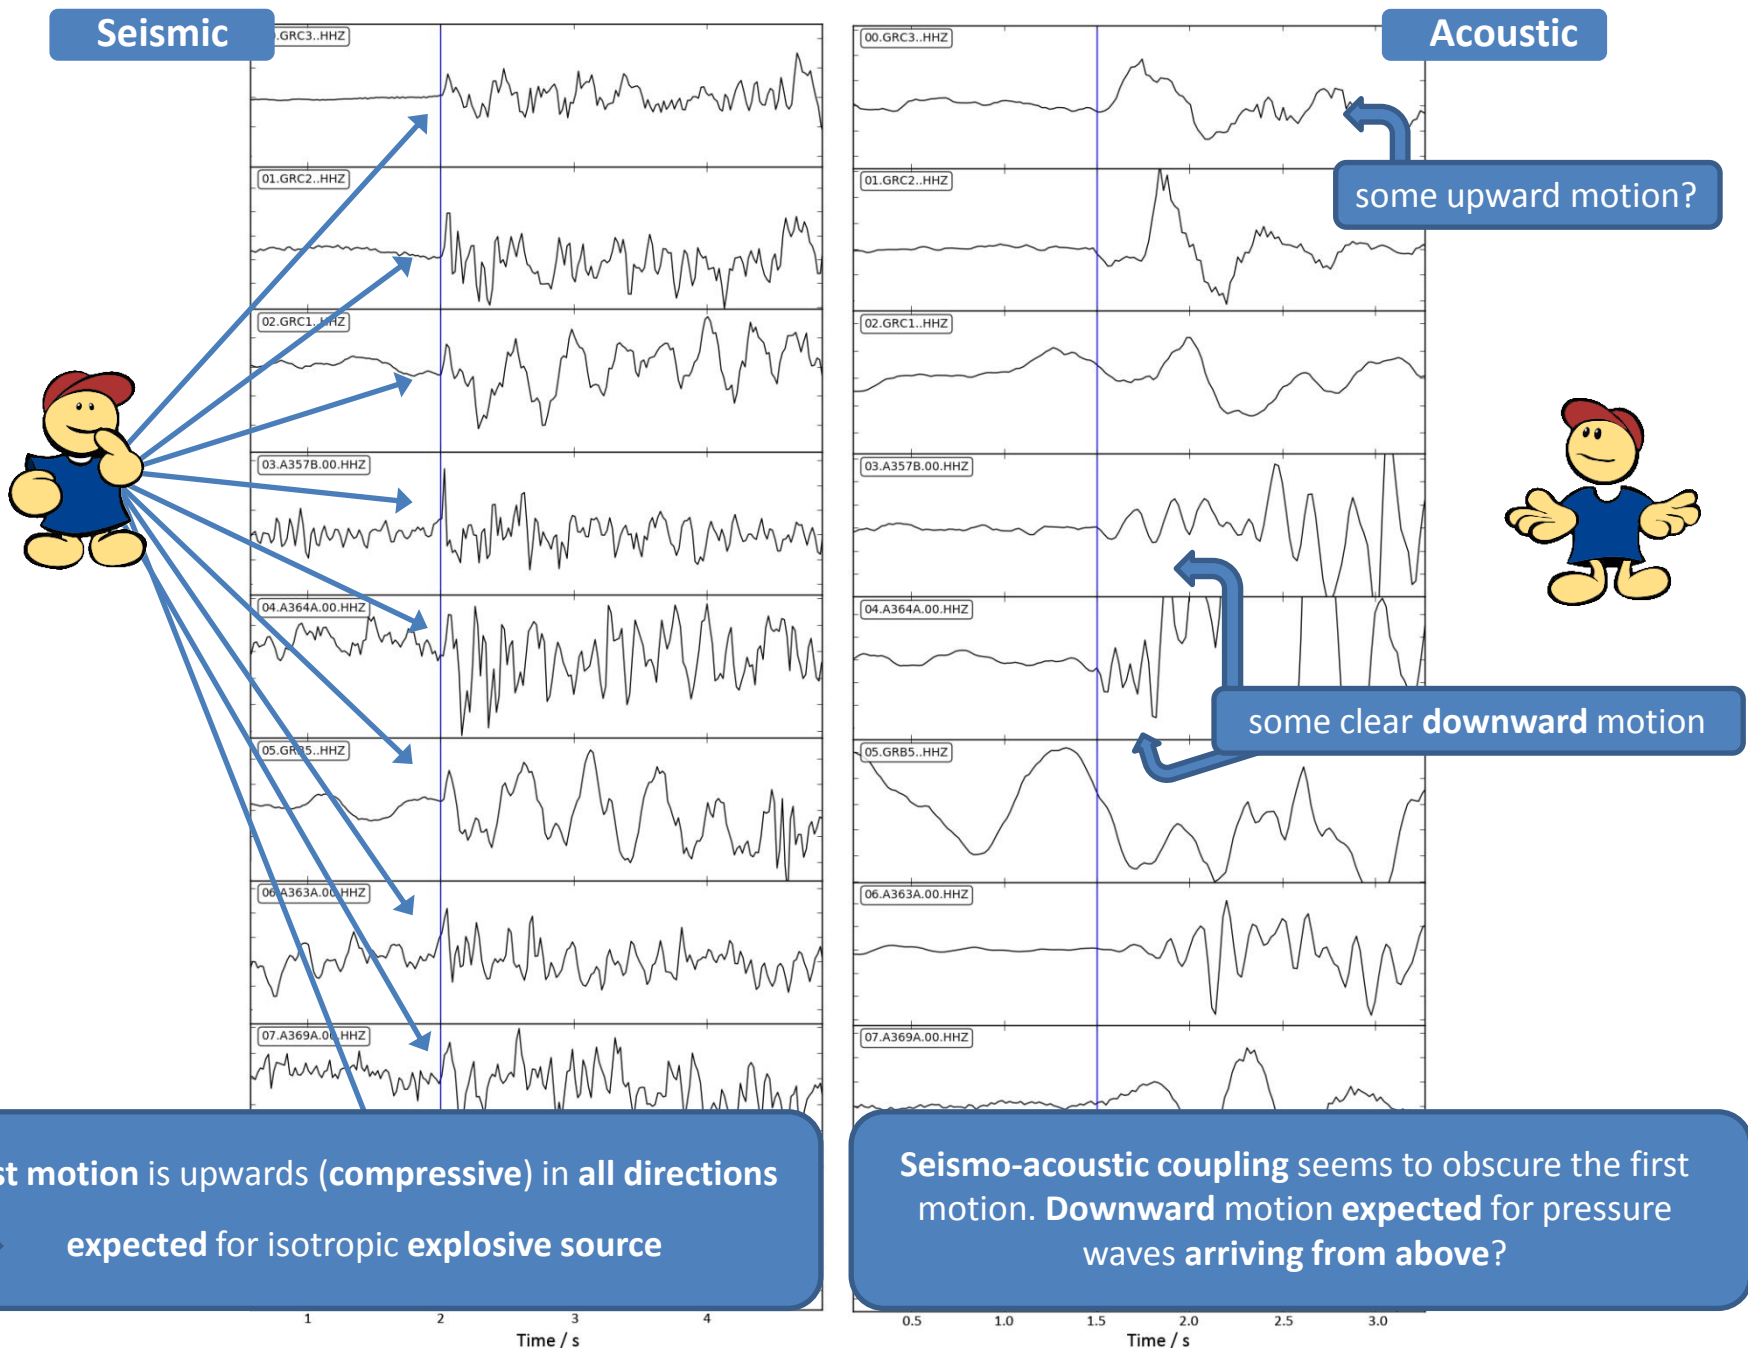 Seismic
.GRC3..HHZ
01.GRC2..HHZ
02.GRC1..HHZ
03.A357B.00.HHZ
04.A364A.00.HHZ
05.GRB5..HHZ
06.A363A.00.HHZ
07.A369A.00.HHZ
st motion is upwards (compressive) in all directions
expected for isotropic explosive source
1 2 3 4
Time / s
Acoustic
00.GRC3..HHZ
some upward motion?
01.GRC2..HHZ
02.GRC1..HHZ
03.A357B.00.HHZ
04.A364A.00.HHZ
some clear downward motion
05.GRB5..HHZ
06.A363A.00.HHZ
07.A369A.00.HHZ
Seismo-acoustic coupling seems to obscure the first
motion. Downward motion expected for pressure
waves arriving from above?
0.5 1.0 1.5 2.0 2.5 3.0
Time / s